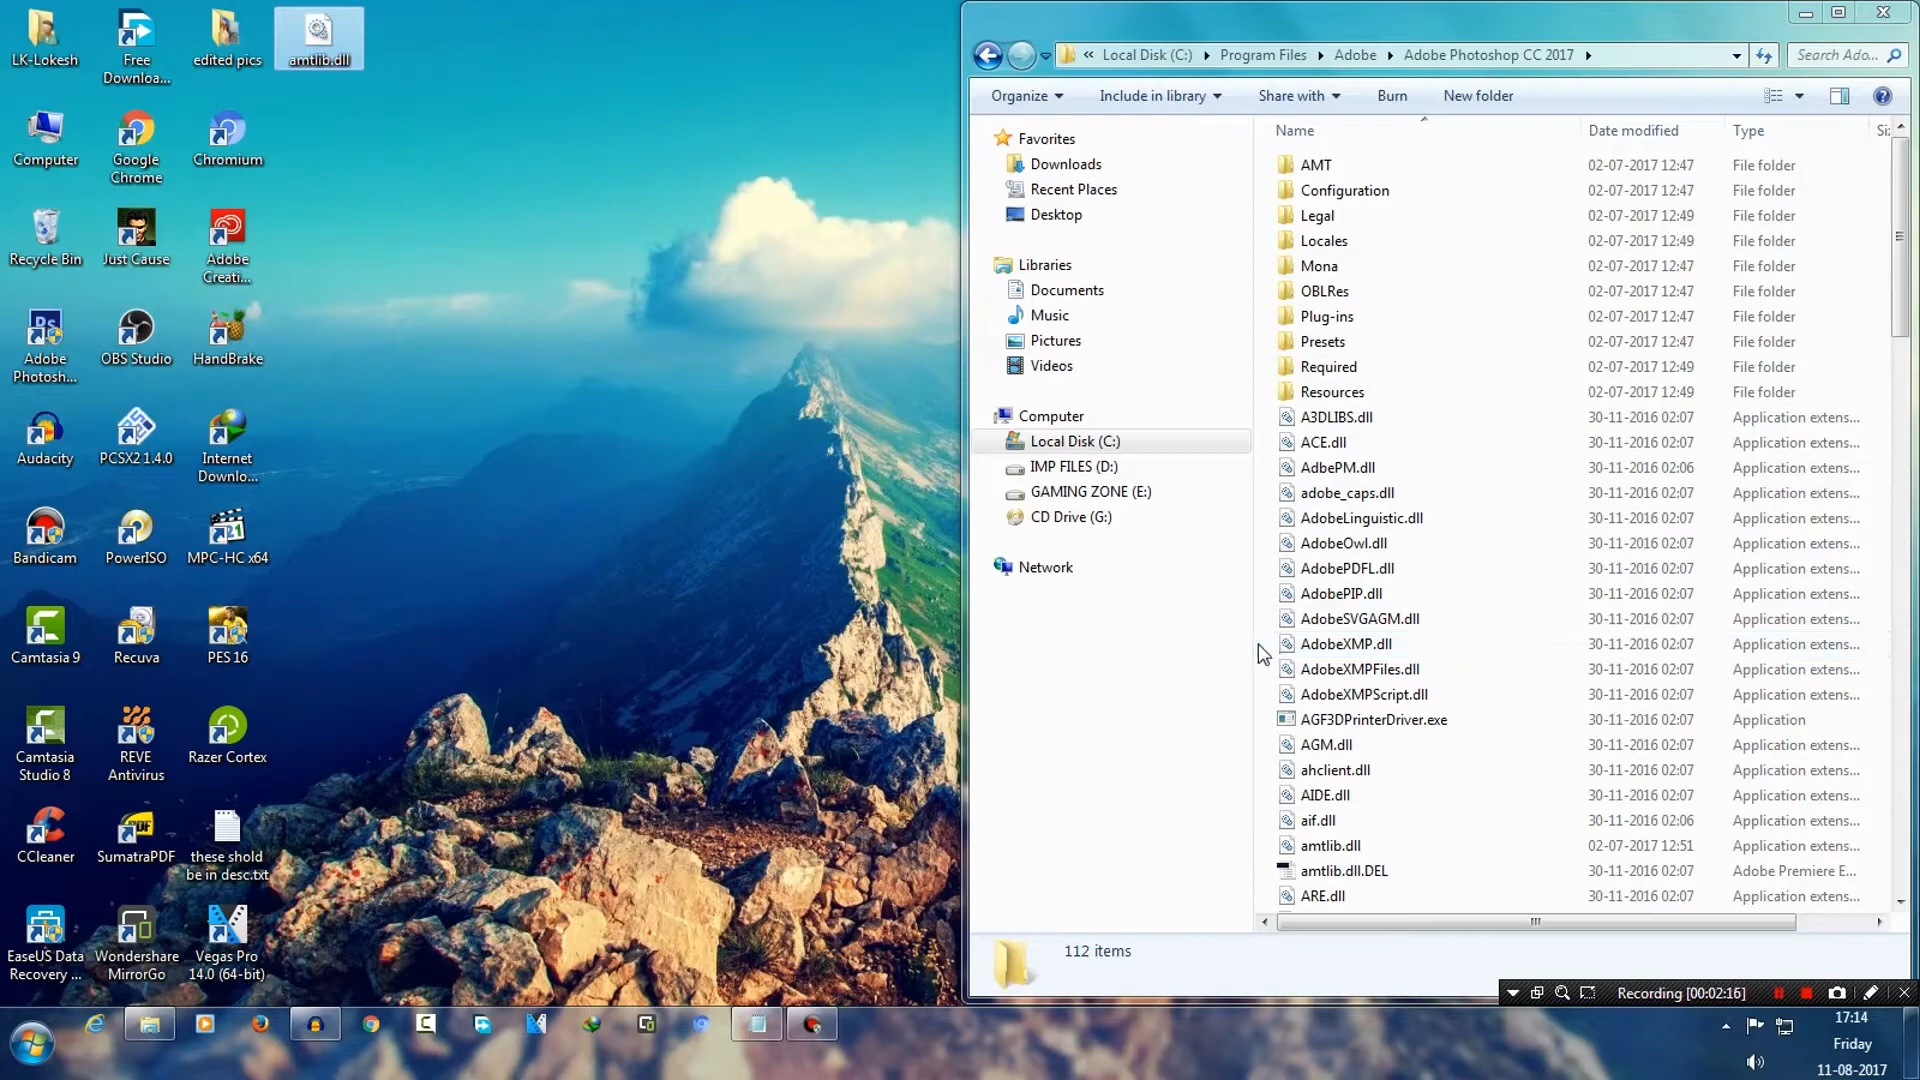 LK-Lokesh
Free
Downloa...
edited pics
amtlib.dll
Computer
Google
Chrome
Chromium
Recycle Bin
Just Cause
Adobe
Creati...
Adobe
Photosh...
OBS Studio
HandBrake
Audacity
PCSX2 1.4.0
Internet
Downlo...
Bandicam
PowerISO
MPC-HC x64
Camtasia 9
Recuva
PES 16
Camtasia
Studio 8
REVE
Antivirus
Razer Cortex
CCleaner
SumatraPDF
these shold
be in desc.txt
EaseUS Data
Recovery ...
Wondershare
MirrorGo
Vegas Pro
14.0 (64-bit)
« Local Disk (C:) Program Files Adobe Adobe Photoshop CC 2017
Search Ado...
Organize Include in library Share with Burn New folder
Favorites
Downloads
Recent Places
Desktop
Libraries
Documents
Music
Pictures
Videos
Computer
Local Disk (C:)
IMP FILES (D:)
GAMING ZONE (E:)
CD Drive (G:)
Network
Name Date modified Type Si
AMT 02-07-2017 12:47 File folder
Configuration 02-07-2017 12:47 File folder
Legal 02-07-2017 12:49 File folder
Locales 02-07-2017 12:49 File folder
Mona 02-07-2017 12:47 File folder
OBLRes 02-07-2017 12:47 File folder
Plug-ins 02-07-2017 12:47 File folder
Presets 02-07-2017 12:47 File folder
Required 02-07-2017 12:49 File folder
Resources 02-07-2017 12:49 File folder
A3DLIBS.dll 30-11-2016 02:07 Application extens...
ACE.dll 30-11-2016 02:07 Application extens...
AdbePM.dll 30-11-2016 02:06 Application extens...
adobe_caps.dll 30-11-2016 02:07 Application extens...
AdobeLinguistic.dll 30-11-2016 02:07 Application extens...
AdobeOwl.dll 30-11-2016 02:07 Application extens...
AdobePDFL.dll 30-11-2016 02:07 Application extens...
AdobePIP.dll 30-11-2016 02:07 Application extens...
AdobeSVGAGM.dll 30-11-2016 02:07 Application extens...
AdobeXMP.dll 30-11-2016 02:07 Application extens...
AdobeXMPFiles.dll 30-11-2016 02:07 Application extens...
AdobeXMPScript.dll 30-11-2016 02:07 Application extens...
AGF3DPrinterDriver.exe 30-11-2016 02:07 Application
AGM.dll 30-11-2016 02:07 Application extens...
ahclient.dll 30-11-2016 02:07 Application extens...
AIDE.dll 30-11-2016 02:07 Application extens...
aif.dll 30-11-2016 02:06 Application extens...
amtlib.dll 02-07-2017 12:51 Application extens...
amtlib.dll.DEL 30-11-2016 02:07 Adobe Premiere E...
ARE.dll 30-11-2016 02:07 Application extens...
112 items
Recording [00:02:16]
17:14
Friday
11-08-2017